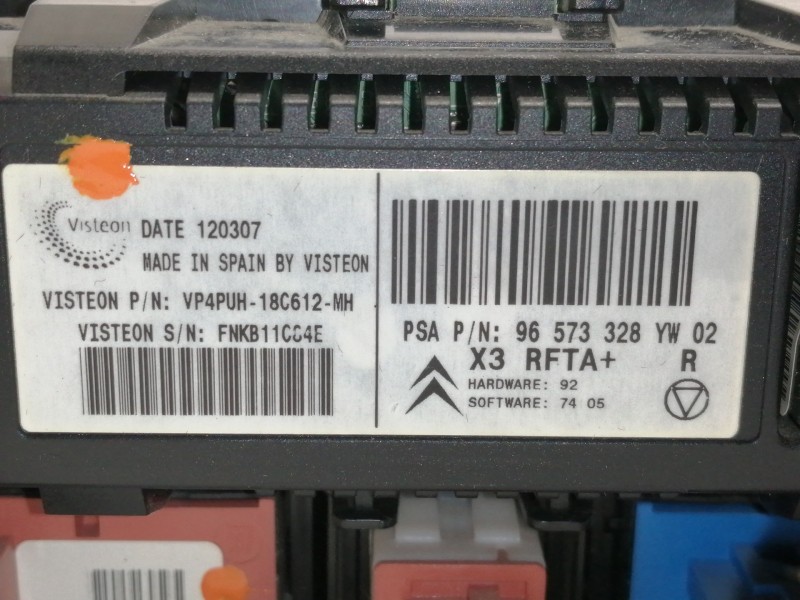 Visteon DATE 120307
MADE IN SPAIN BY VISTEON
VISTEON P/N: VP4PUH-18C612-MH
VISTEON S/N:
PSA P/N: 96 573 328 YW 02
X3 RFTA+ R
HARDWARE: 92
SOFTWARE: 74 05